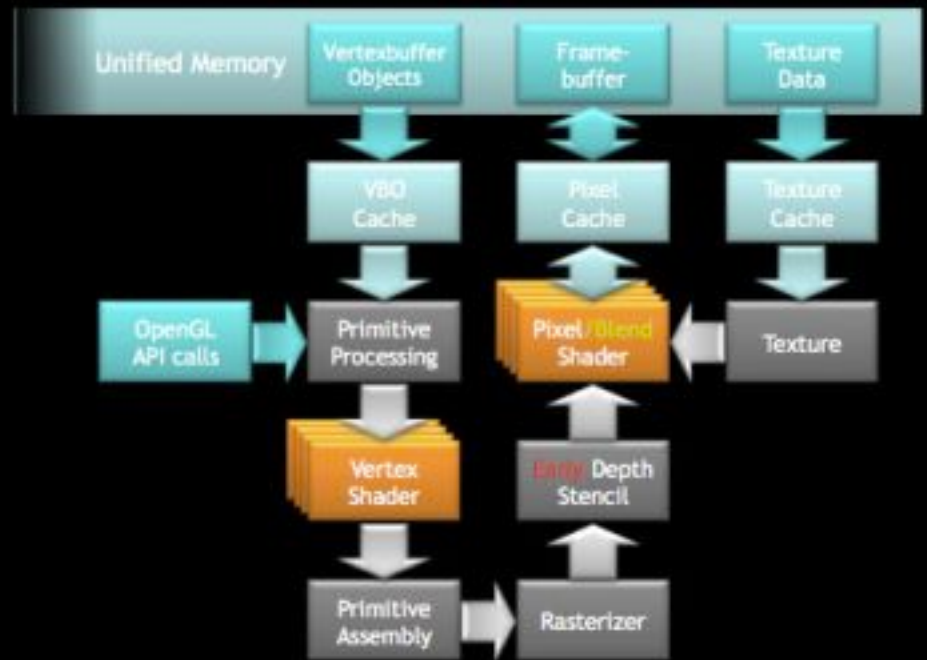 Unified Memory
Vertexbuffer
Objects
Frame-
buffer
Texture
Data
VBO
Cache
Pixel
Cache
Texture
Cache
OpenGL
API calls
Primitive
Processing
Pixel/Blend
Shader
Texture
Vertex
Shader
Early Depth
Stencil
Primitive
Assembly
Rasterizer